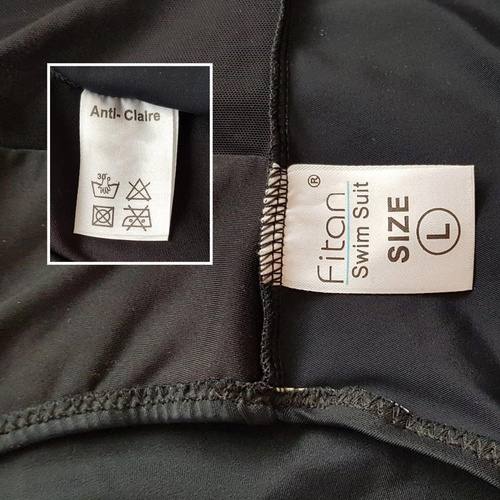 Anti- Claire
30°
Fitan®
Swim Suit
SIZE
L